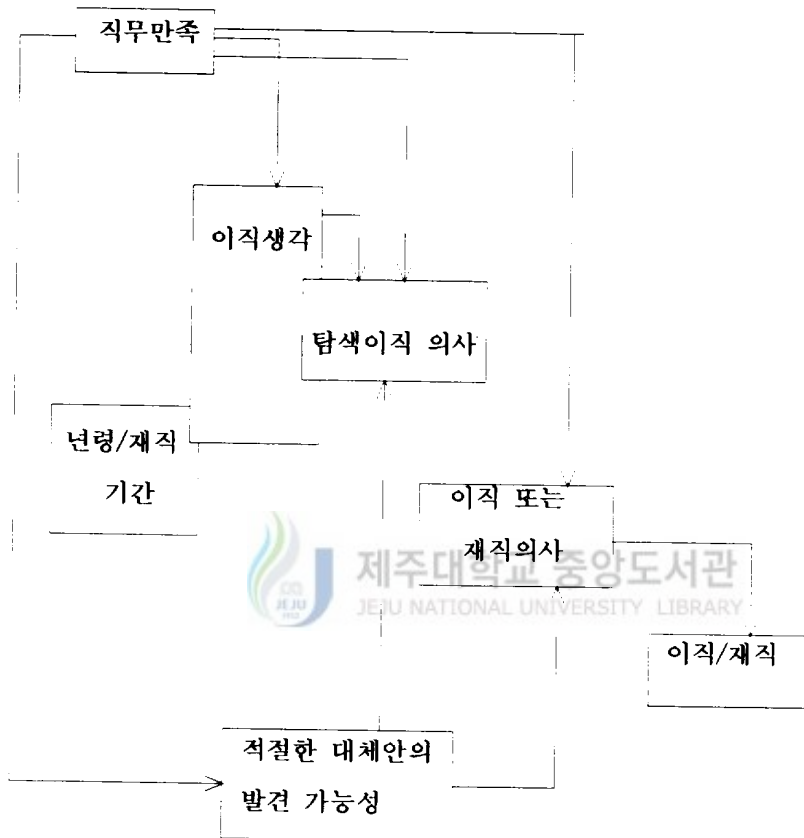 직무만족
이직생각
탐색이직 의사
년령/재직
기간
이직 또는
재직의사
제주대학교 중앙도서관
JEJU NATIONAL UNIVERSITY LIBRARY
JEJU
1952
이직/재직
적절한 대체안의
발견 가능성